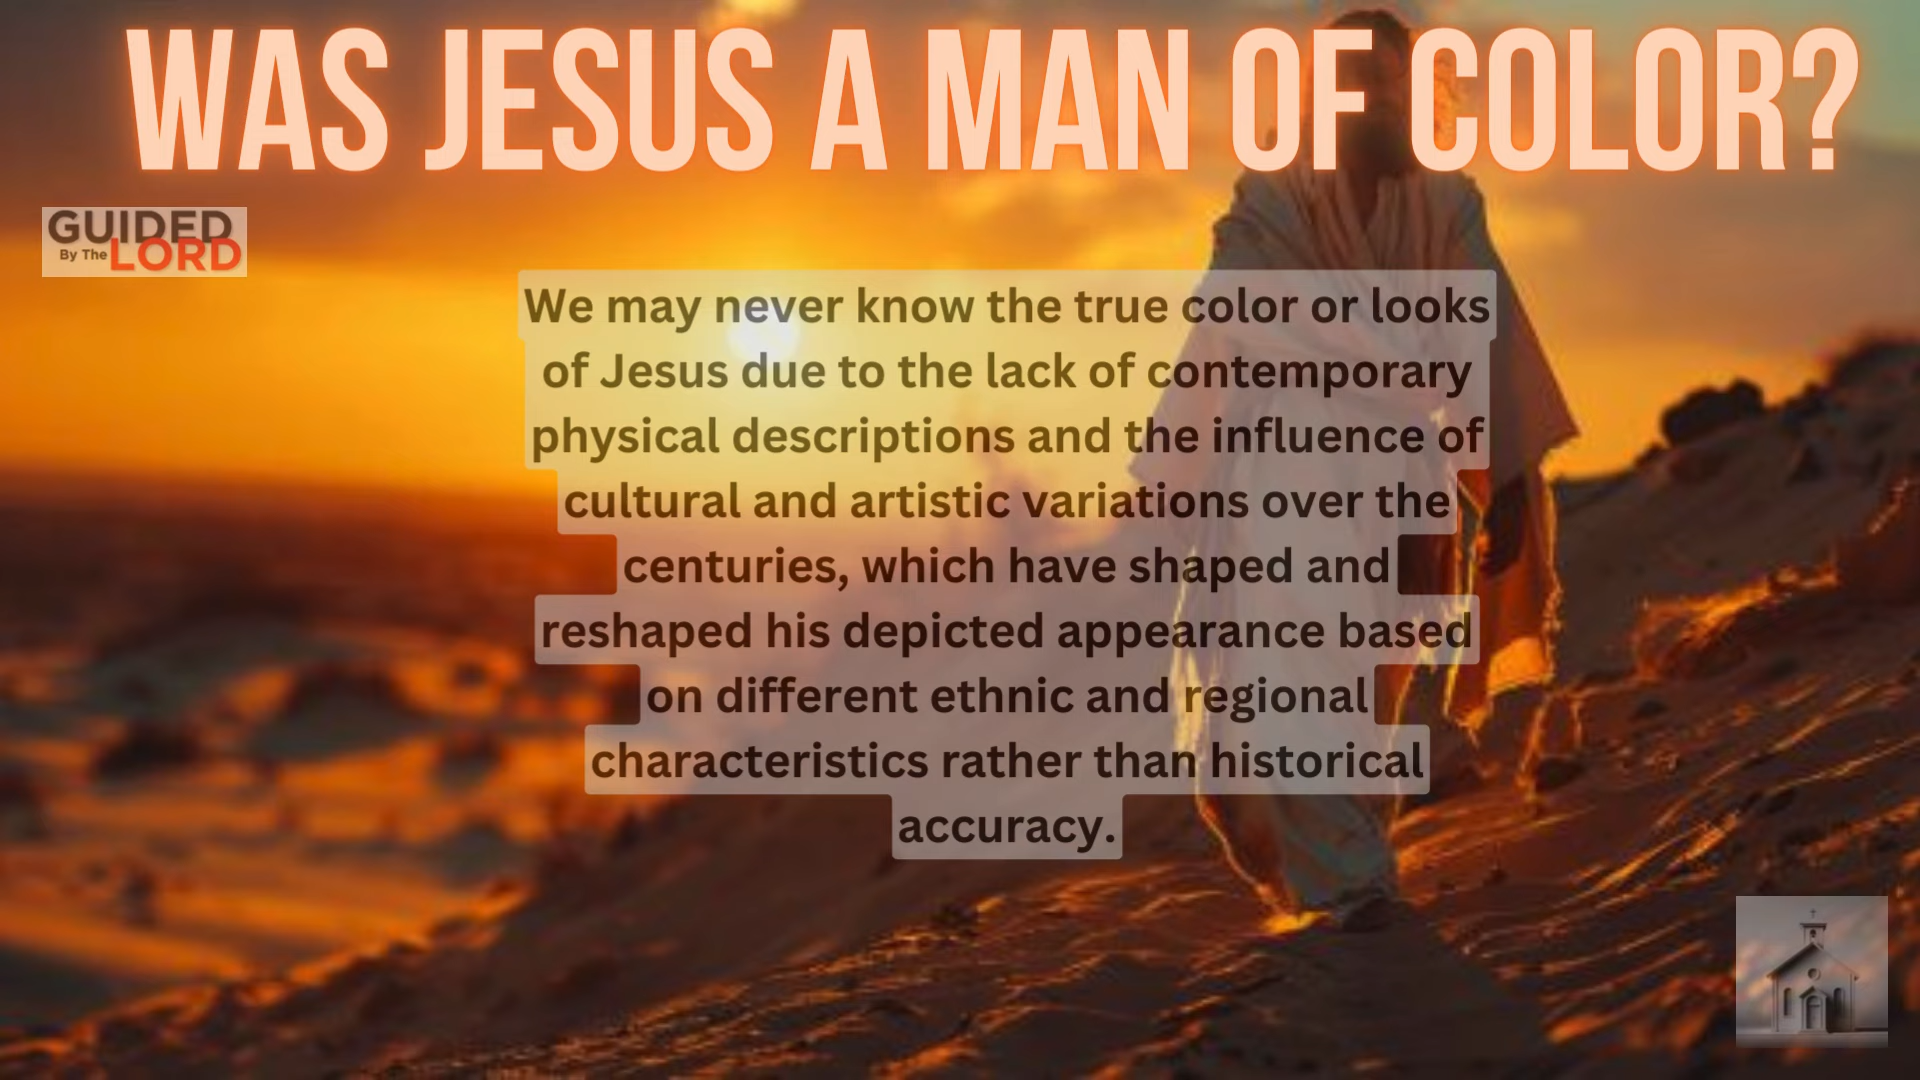 WAS JESUS A MAN OF COLOR?
GUIDED
By The LORD
We may never know the true color or looks
of Jesus due to the lack of contemporary
physical descriptions and the influence of
cultural and artistic variations over the
centuries, which have shaped and
reshaped his depicted appearance based
on different ethnic and regional
characteristics rather than historical
accuracy.